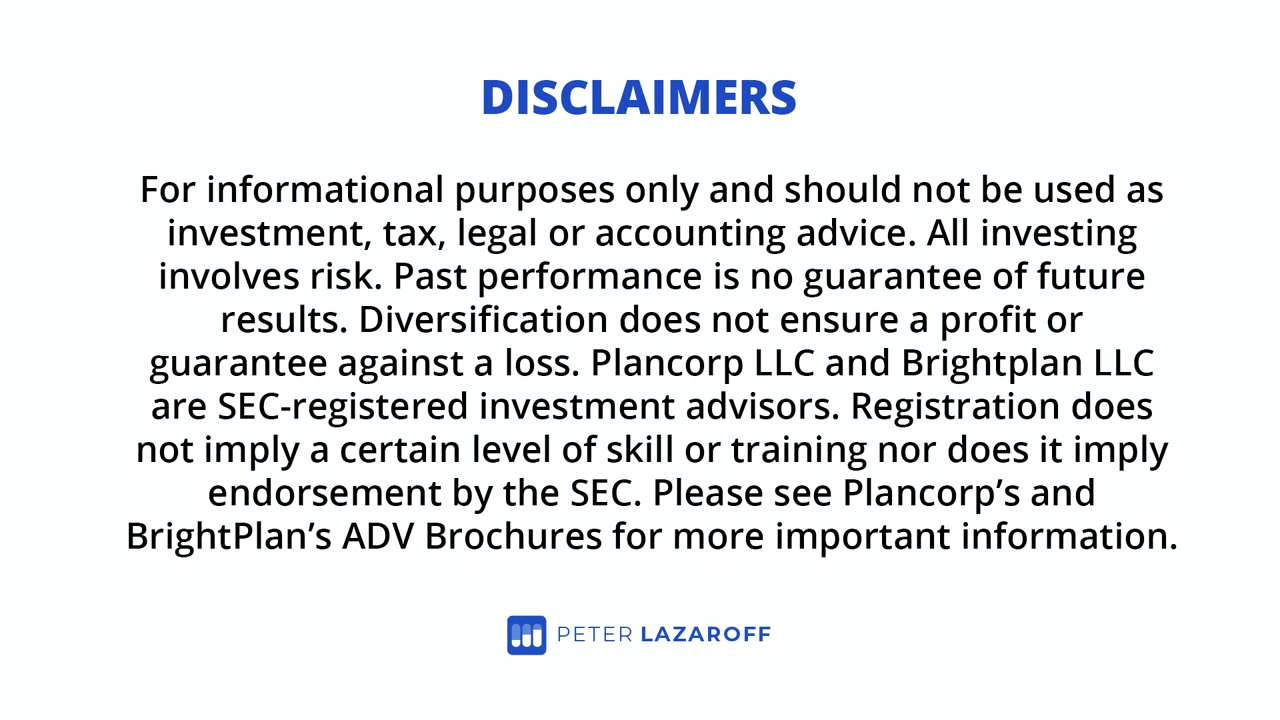 DISCLAIMERS
For informational purposes only and should not be used as
investment, tax, legal or accounting advice. All investing
involves risk. Past performance is no guarantee of future
results. Diversification does not ensure a profit or
guarantee against a loss. Plancorp LLC and Brightplan LLC
are SEC-registered investment advisors. Registration does
not imply a certain level of skill or training nor does it imply
endorsement by the SEC. Please see Plancorp’s and
BrightPlan’s ADV Brochures for more important information.
PETER LAZAROFF